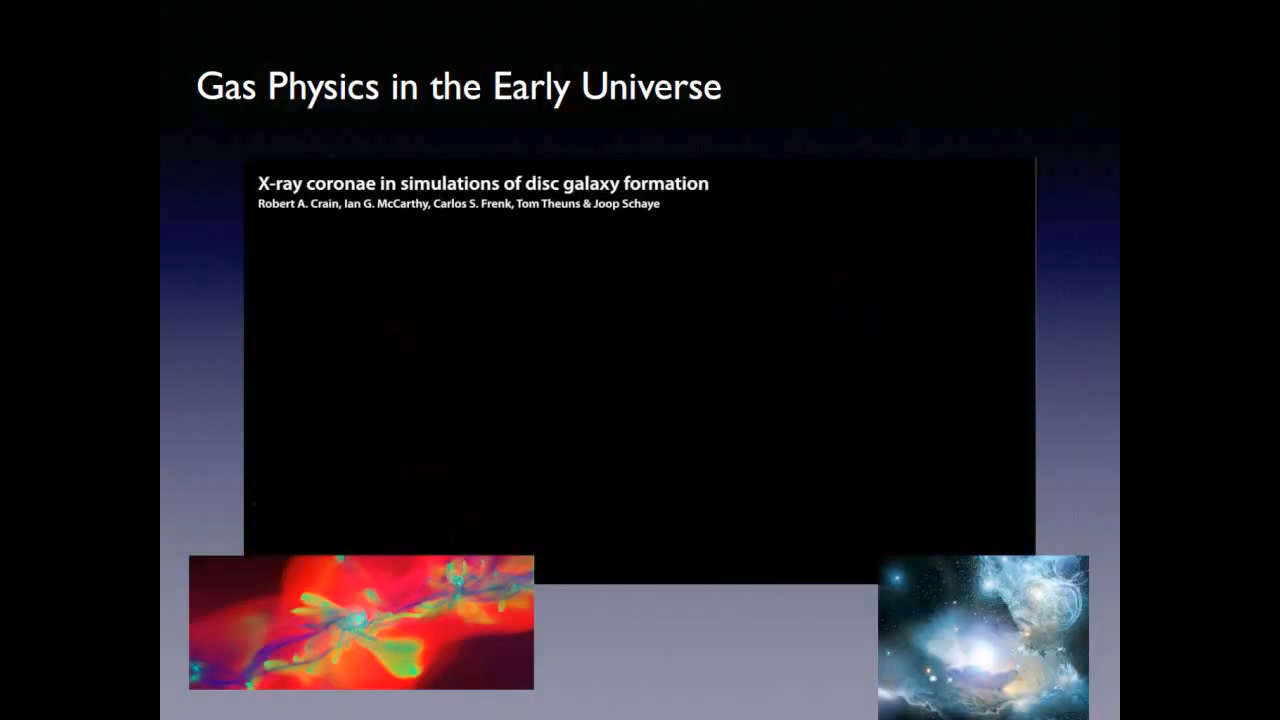 Gas Physics in the Early Universe
X-ray coronae in simulations of disc galaxy formation
Robert A. Crain, Ian G. McCarthy, Carlos S. Frenk, Tom Theuns & Joop Schaye